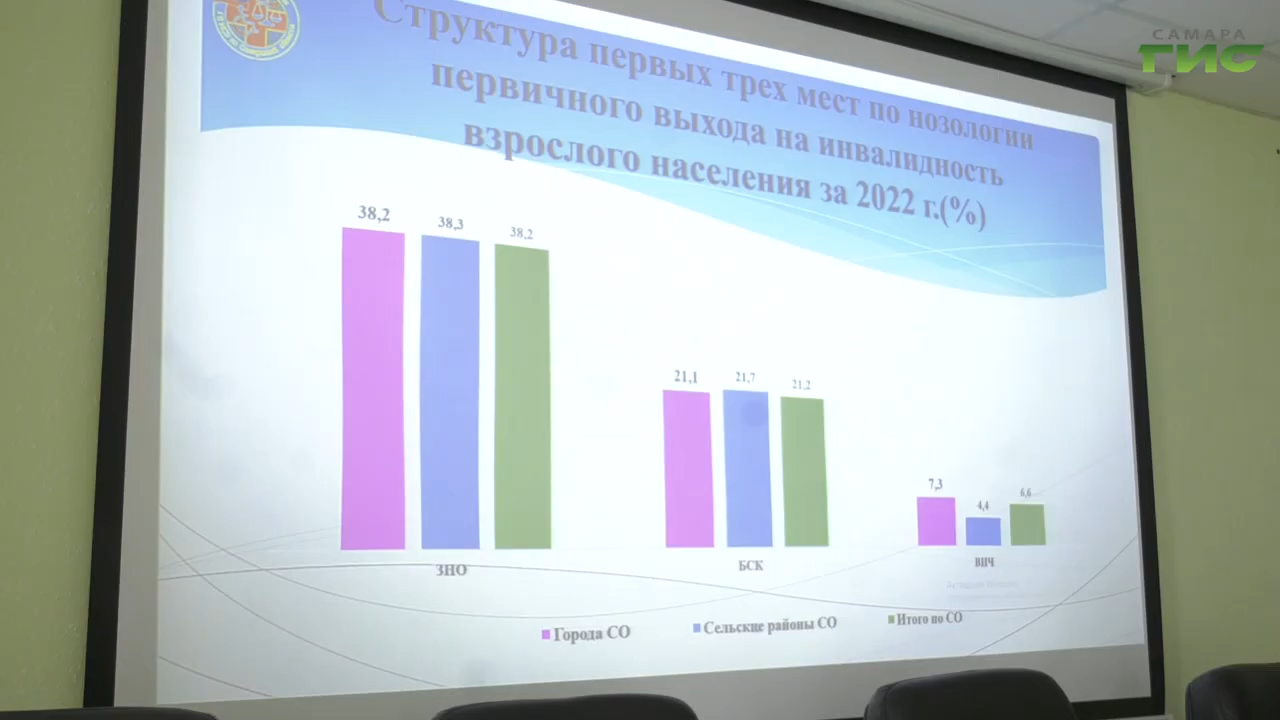 САМАРА
ГИС
Структура первых трех мест по нозологии
первичного выхода на инвалидность
взрослого населения за 2022 г.(%)
38,2
38,3
38,2
21,1
21,7
21,2
7,3
4,4
6,6
ЗНО
БСК
ВИЧ
Города СО
Сельские районы СО
Итого по СО